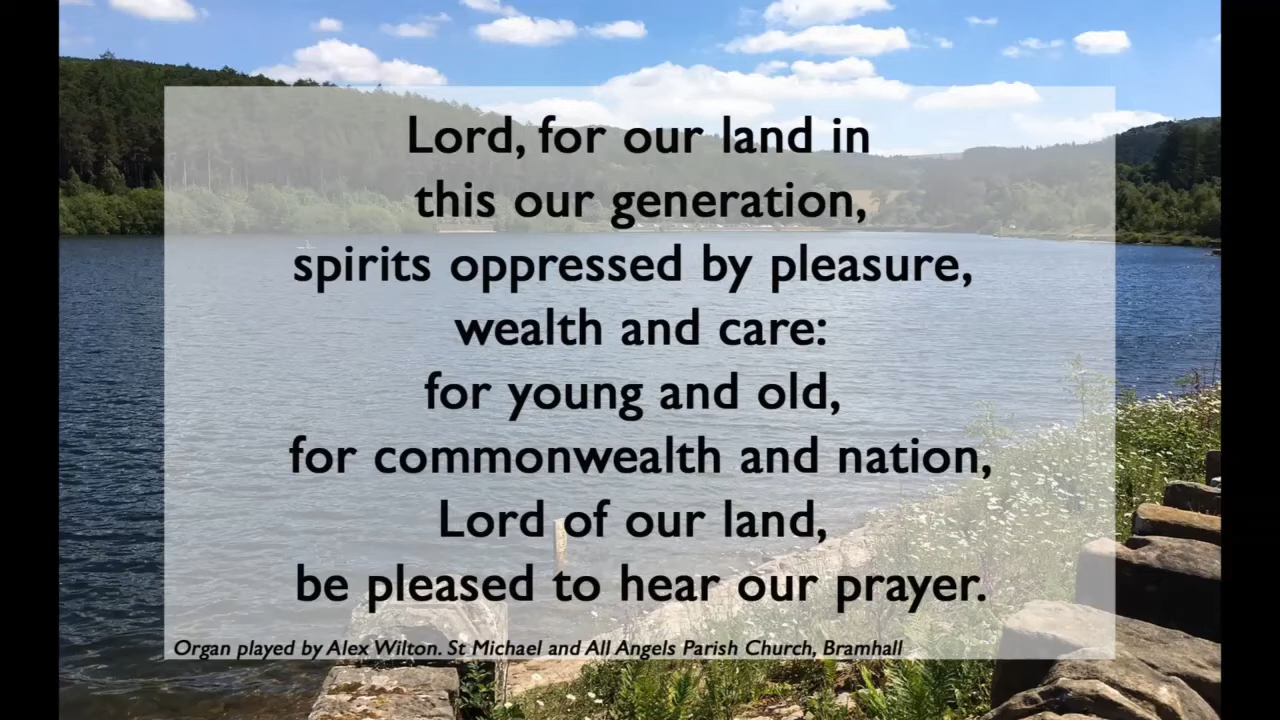 Lord, for our land in
this our generation,
spirits oppressed by pleasure,
wealth and care:
for young and old,
for commonwealth and nation,
Lord of our land,
be pleased to hear our prayer.
Organ played by Alex Wilton. St Michael and All Angels Parish Church, Bramhall